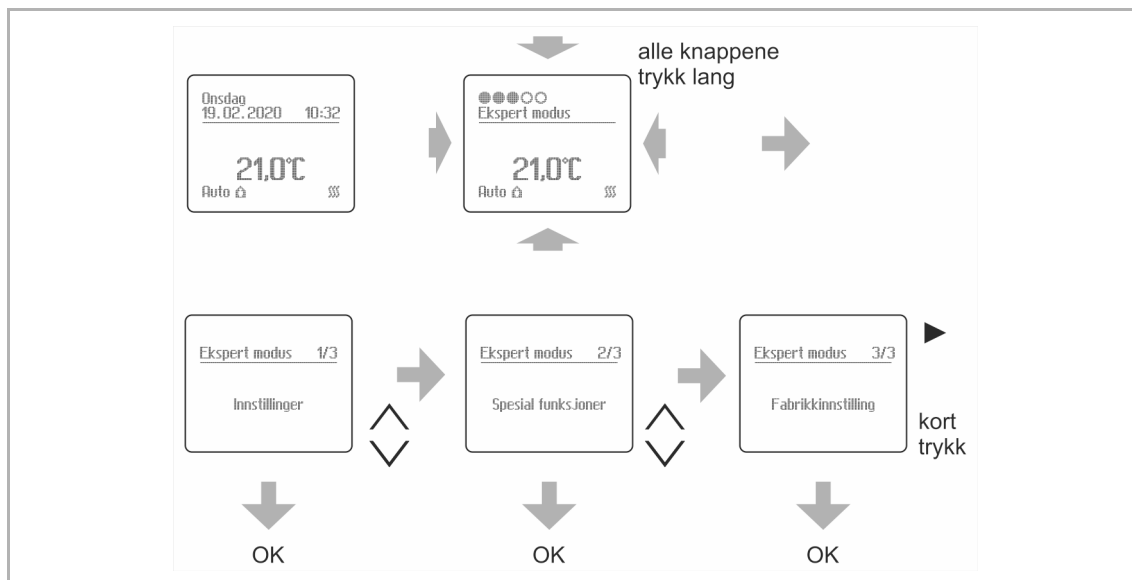 alle knappene
trykk lang
Onsdag
19.02.2020 10:32
21,0°C
Auto
Ekspert modus
21,0°C
Auto
Ekspert modus 1/3
Innstillinger
Ekspert modus 2/3
Spesial funksjoner
Ekspert modus 3/3
Fabrikkinnstilling
kort
trykk
OK
OK
OK